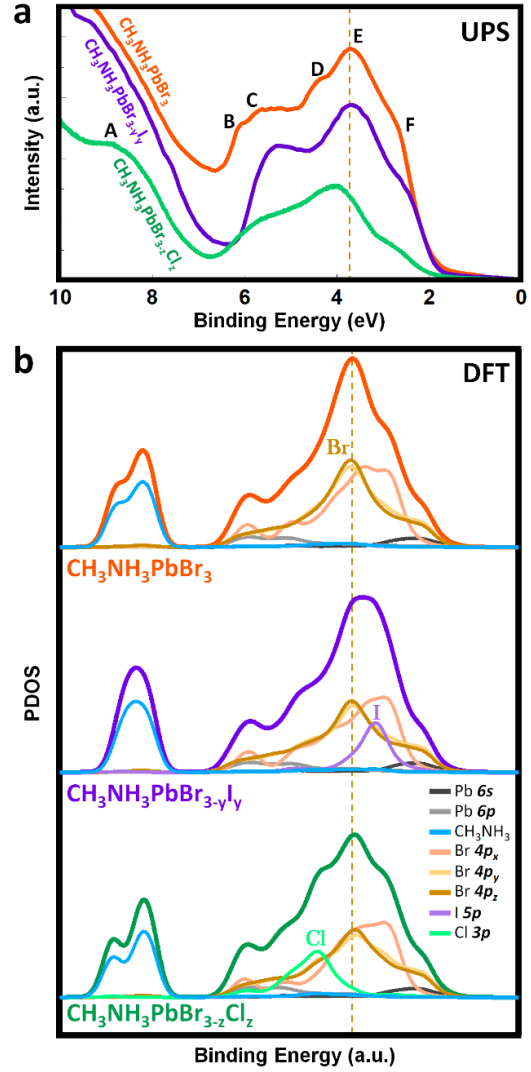 a
UPS
CH₃NH₃PbBr₃
CH₃NH₃PbBr₃₋yIy
CH₃NH₃PbBr₃₋zClz
A
B
C
D
E
F
Intensity (a.u.)
10 8 6 4 2 0
Binding Energy (eV)
b
DFT
Br
CH₃NH₃PbBr₃
I
CH₃NH₃PbBr₃₋yIy
PDOS
Pb 6s
Pb 6p
CH₃NH₃
Br 4pₓ
Br 4py
Br 4pz
I 5p
Cl 3p
Cl
CH₃NH₃PbBr₃₋zClz
Binding Energy (a.u.)